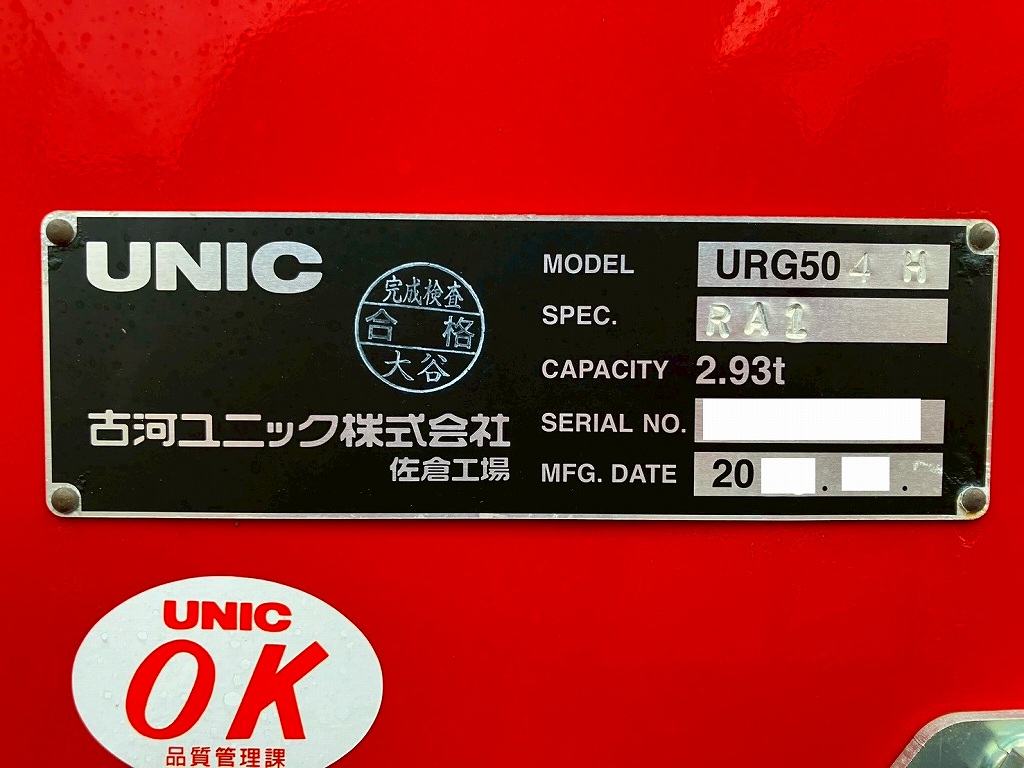 UNIC
完成検査
合格
大谷
古河ユニック株式会社
佐倉工場
MODEL URG504H
SPEC. RA1
CAPACITY 2.93t
SERIAL NO.
MFG. DATE 20 . .
UNIC
OK
品質管理課